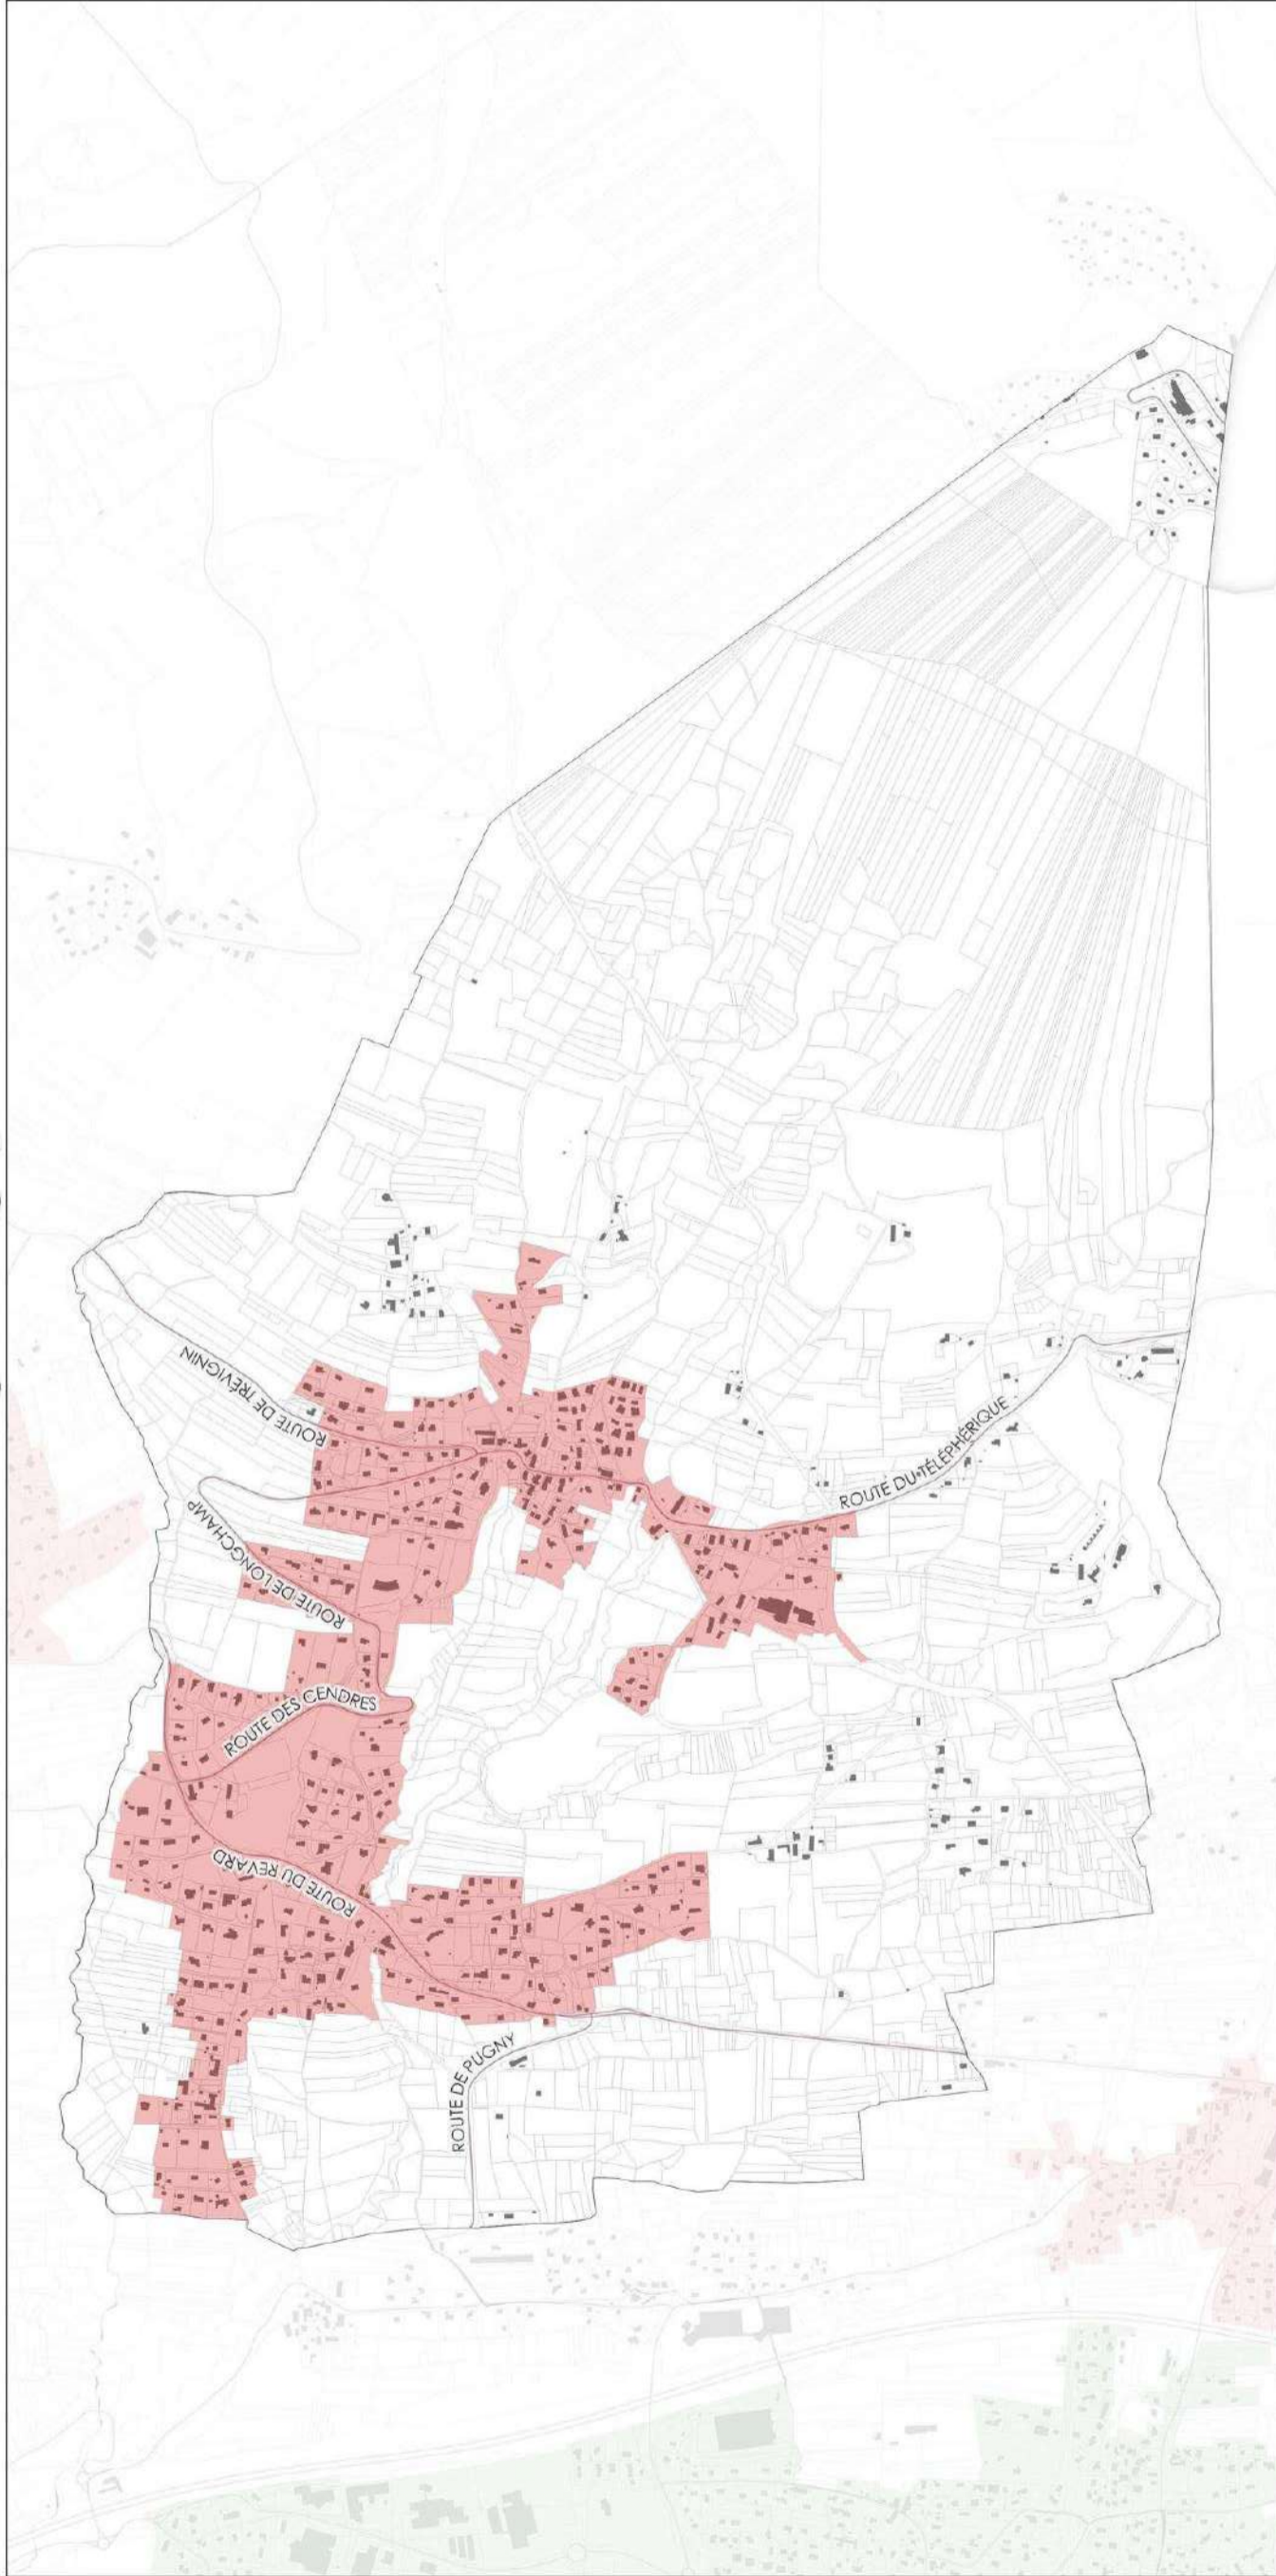 ROUTE DE TRÉVIGNIN
ROUTE DU TÉLÉPHÉRIQUE
ROUTE DE LONGCHAMP
ROUTE DES CENDRES
ROUTE DU REVARD
ROUTE DE PUGNY